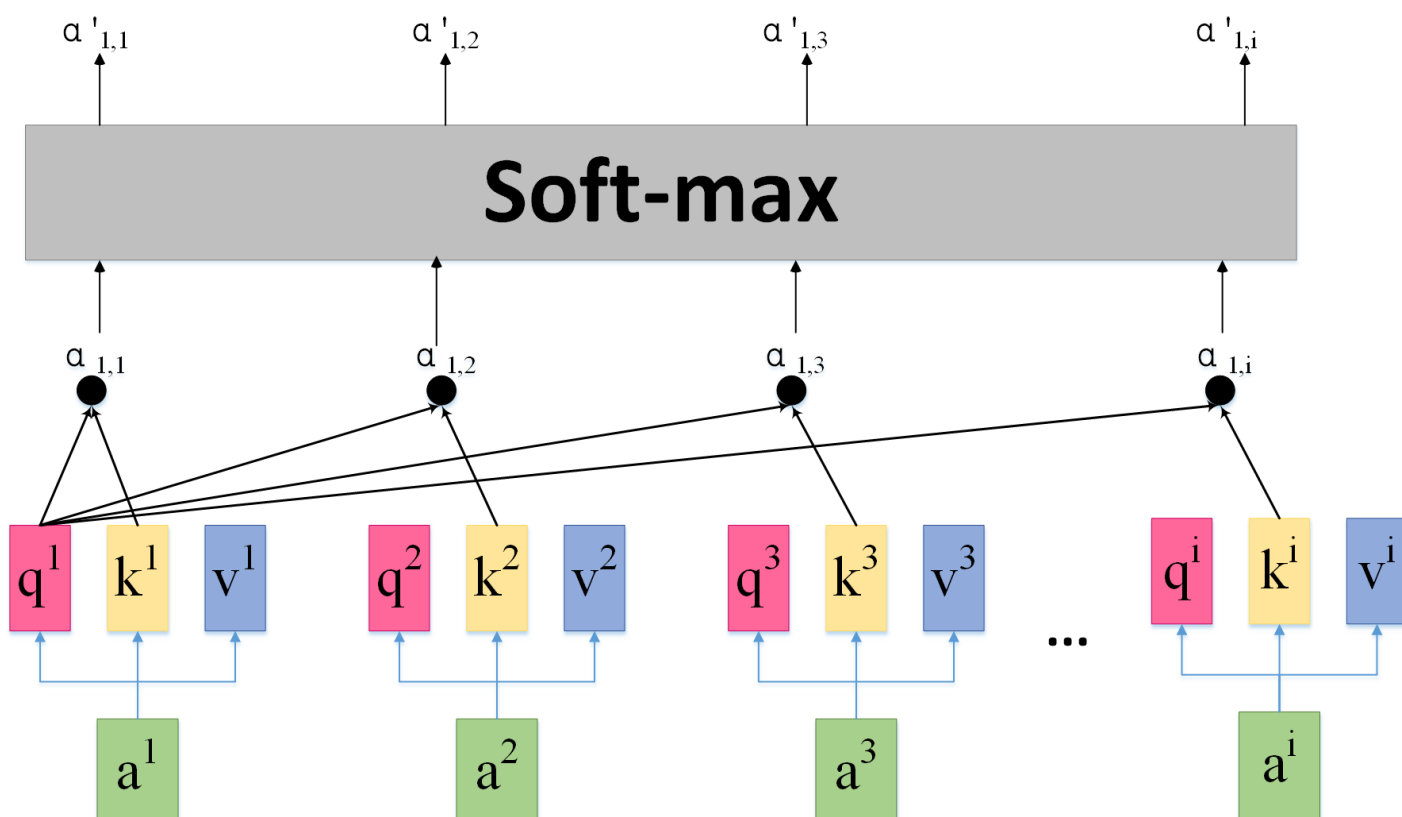 α'1,1 α'1,2 α'1,3 α'1,i
Soft-max
α1,1 α1,2 α1,3 α1,i
q¹ k¹ v¹ q² k² v² q³ k³ v³ qⁱ kⁱ vⁱ
...
a¹ a² a³ aⁱ